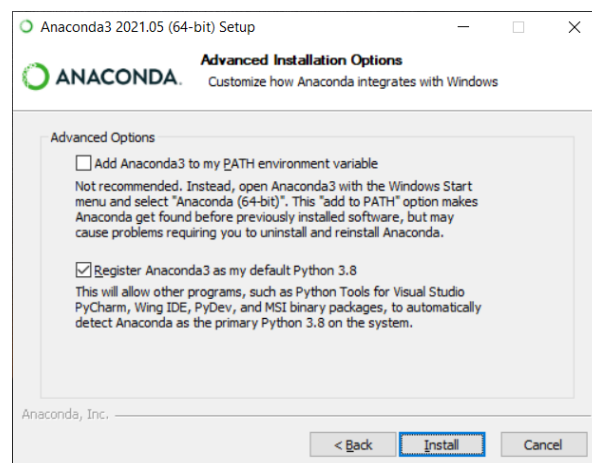 Anaconda3 2021.05 (64-bit) Setup
ANACONDA.
Advanced Installation Options
Customize how Anaconda integrates with Windows
Advanced Options
Add Anaconda3 to my PATH environment variable
Not recommended. Instead, open Anaconda3 with the Windows Start
menu and select "Anaconda (64-bit)". This "add to PATH" option makes
Anaconda get found before previously installed software, but may
cause problems requiring you to uninstall and reinstall Anaconda.
Register Anaconda3 as my default Python 3.8
This will allow other programs, such as Python Tools for Visual Studio
PyCharm, Wing IDE, PyDev, and MSI binary packages, to automatically
detect Anaconda as the primary Python 3.8 on the system.
Anaconda, Inc.
< Back
Install
Cancel